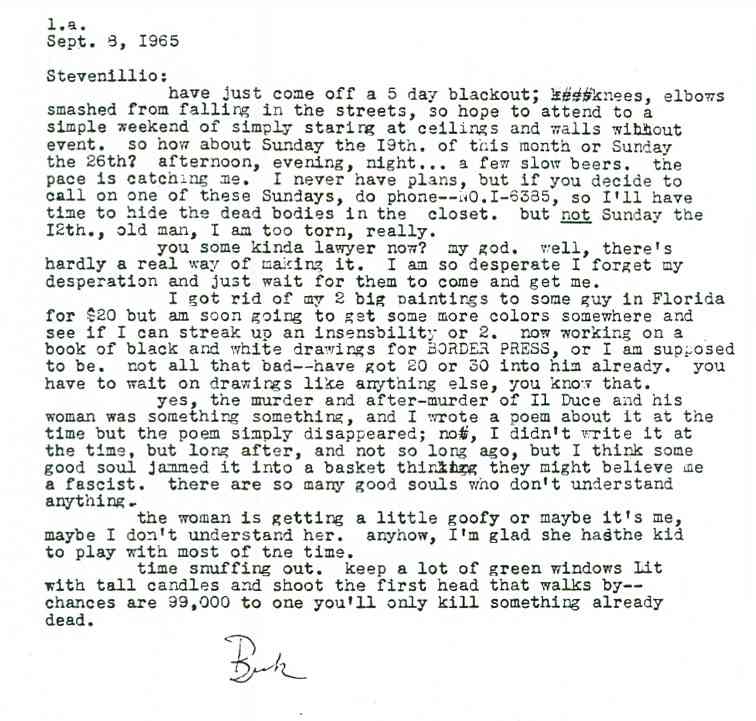 l.a.
Sept. 8, I965
Stevenillio:
have just come off a 5 day blackout; knees, elbows
smashed from falling in the streets, so hope to attend to a
simple weekend of simply staring at ceilings and walls without
event. so how about Sunday the I9th. of this month or Sunday
the 26th? afternoon, evening, night... a few slow beers. the
pace is catching me. I never have plans, but if you decide to
call on one of these Sundays, do phone--NO.I-6385, so I'll have
time to hide the dead bodies in the closet. but not Sunday the
I2th., old man, I am too torn, really.
you some kinda lawyer now? my god. well, there's
hardly a real way of making it. I am so desperate I forget my
desperation and just wait for them to come and get me.
I got rid of my 2 big paintings to some guy in Florida
for $20 but am soon going to get some more colors somewhere and
see if I can streak up an insensbility or 2. now working on a
book of black and white drawings for BORDER PRESS, or I am supposed
to be. not all that bad--have got 20 or 30 into him already. you
have to wait on drawings like anything else, you know that.
yes, the murder and after-murder of Il Duce and his
woman was something something, and I wrote a poem about it at the
time but the poem simply disappeared; no, I didn't write it at
the time, but long after, and not so long ago, but I think some
good soul jammed it into a basket thinking they might believe me
a fascist. there are so many good souls who don't understand
anything.
the woman is getting a little goofy or maybe it's me,
maybe I don't understand her. anyhow, I'm glad she hasthe kid
to play with most of the time.
time snuffing out. keep a lot of green windows Lit
with tall candles and shoot the first head that walks by--
chances are 99,000 to one you'll only kill something already
dead.
Buk